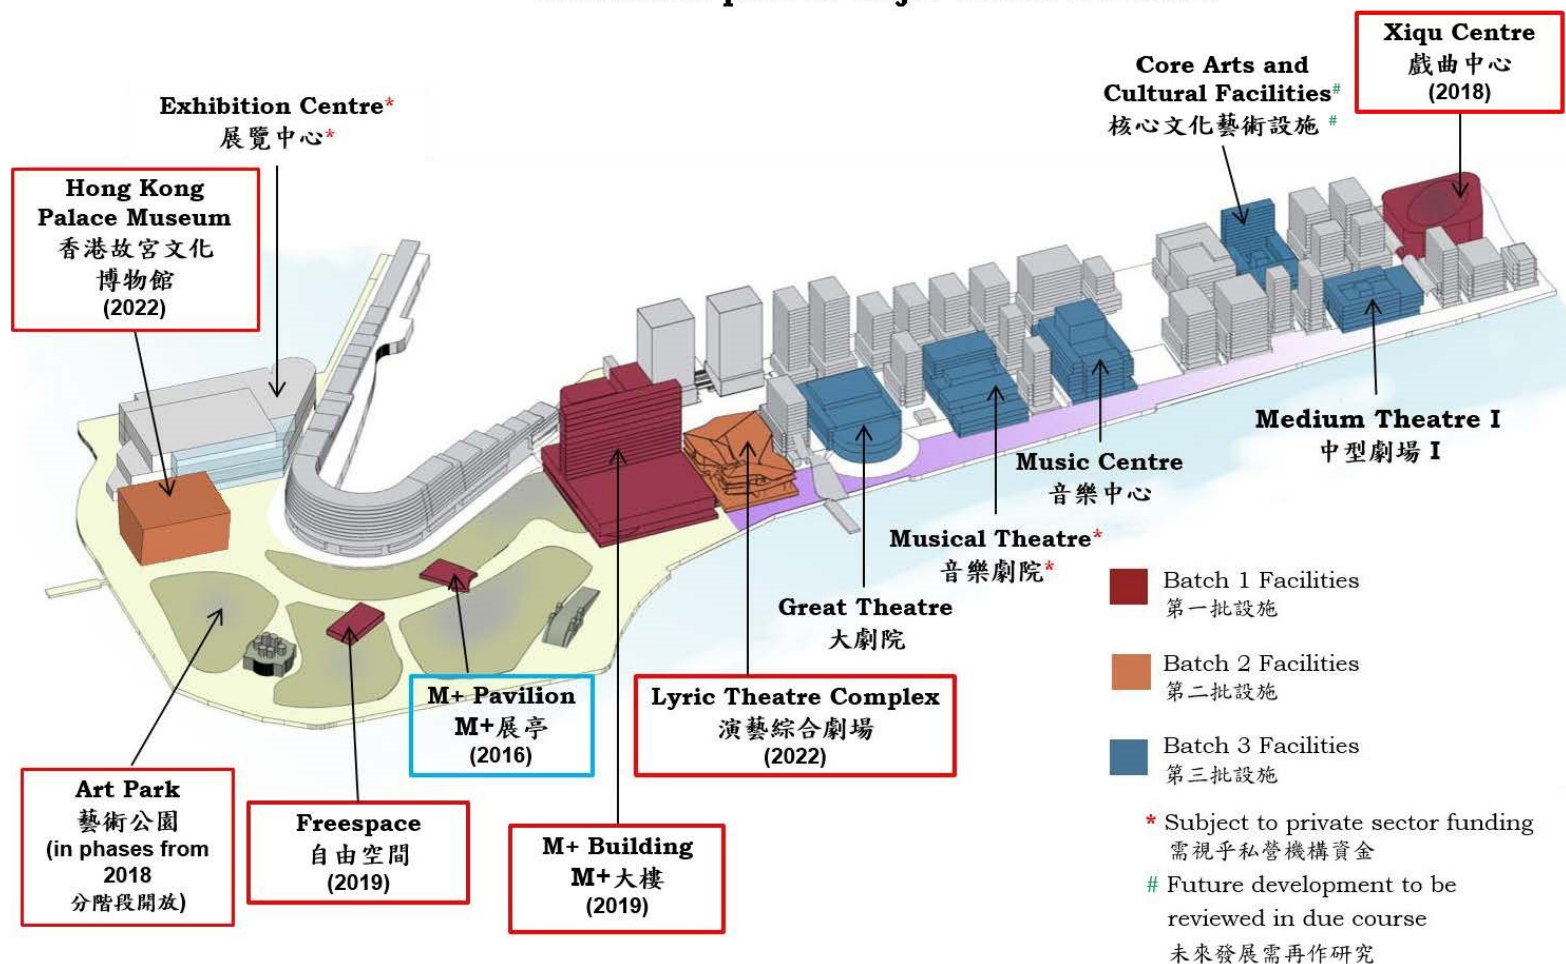 Exhibition Centre*
展覽中心*
Core Arts and
Cultural Facilities#
核心文化藝術設施 #
Xiqu Centre
戲曲中心
(2018)
Hong Kong
Palace Museum
香港故宮文化
博物館
(2022)
Medium Theatre I
中型劇場 I
Music Centre
音樂中心
Musical Theatre*
音樂劇院*
Great Theatre
大劇院
Lyric Theatre Complex
演藝綜合劇場
(2022)
M+ Pavilion
M+展亭
(2016)
Art Park
藝術公園
(in phases from
2018
分階段開放)
Freespace
自由空間
(2019)
M+ Building
M+大樓
(2019)
Batch 1 Facilities
第一批設施
Batch 2 Facilities
第二批設施
Batch 3 Facilities
第三批設施
* Subject to private sector funding
需視乎私營機構資金
# Future development to be
reviewed in due course
未來發展需再作研究